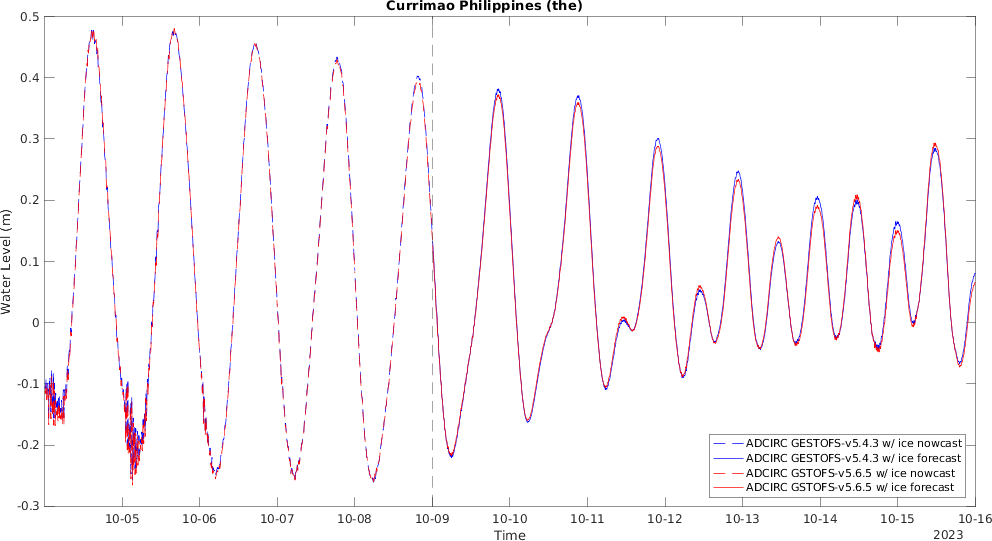 Currimao Philippines (the)
0.5
0.4
0.3
0.2
0.1
0
-0.1
-0.2
-0.3
Water Level (m)
ADCIRC GESTOFS-v5.4.3 w/ ice nowcast
ADCIRC GESTOFS-v5.4.3 w/ ice forecast
ADCIRC GSTOFS-v5.6.5 w/ ice nowcast
ADCIRC GSTOFS-v5.6.5 w/ ice forecast
10-05 10-06 10-07 10-08 10-09 10-10 10-11 10-12 10-13 10-14 10-15 10-16
Time
2023